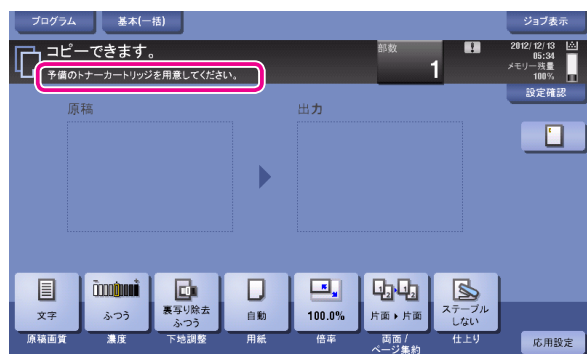 プログラム
基本(一括)
ジョブ表示
コピーできます。
予備のトナーカートリッジを用意してください。
部数
1
2012/12/13
05:34
メモリー残量
100%
設定確認
原稿
出力
文字
ふつう
裏写り除去
ふつう
自動
100.0%
片面 ▸ 片面
ステープル
しない
原稿画質
濃度
下地調整
用紙
倍率
両面 /
ページ集約
仕上り
応用設定